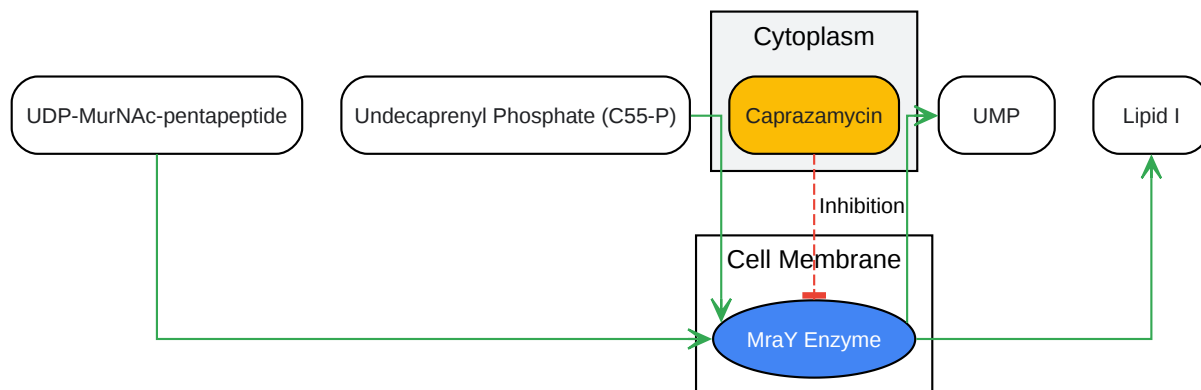 Cytoplasm
UDP-MurNAc-pentapeptide
Undecaprenyl Phosphate (C55-P)
Caprazamycin
UMP
Lipid I
Inhibition
Cell Membrane
MraY Enzyme